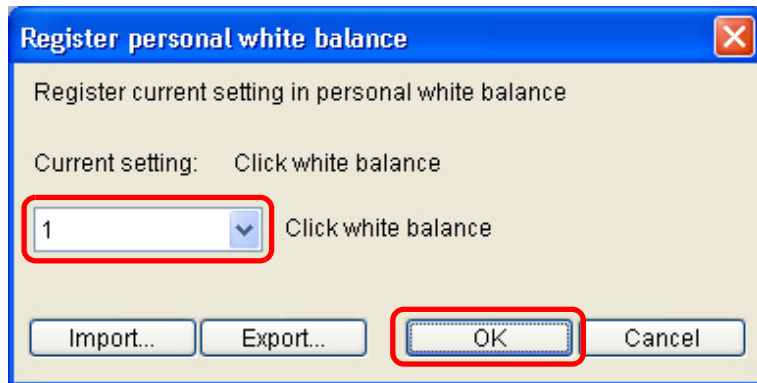 Register personal white balance
Register current setting in personal white balance
Current setting: Click white balance
1 Click white balance
Import... Export... OK Cancel